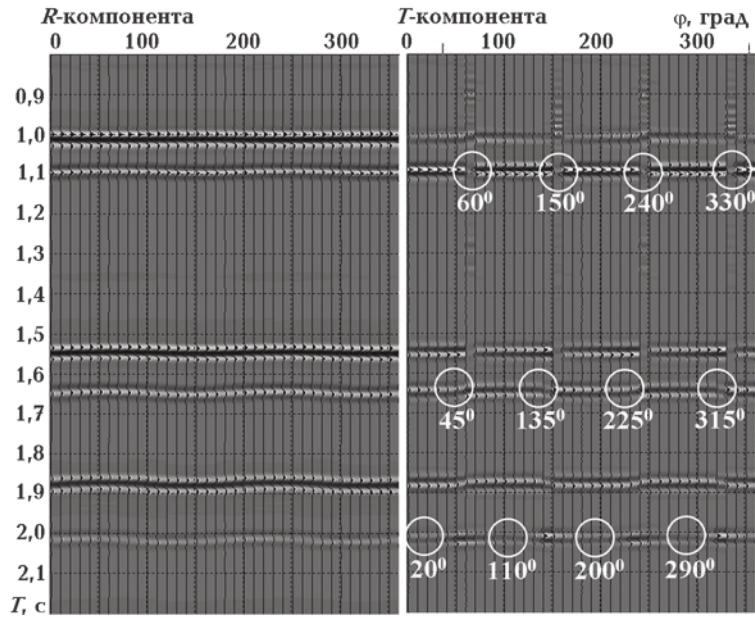 R-компонента
T-компонента φ, град
0 100 200 300
0 100 200 300
0,9
1,0
1,1
60⁰ 150⁰ 240⁰ 330⁰
1,2
1,3
1,4
1,5
1,6
45⁰ 135⁰ 225⁰ 315⁰
1,7
1,8
1,9
2,0
20⁰ 110⁰ 200⁰ 290⁰
2,1
T, с